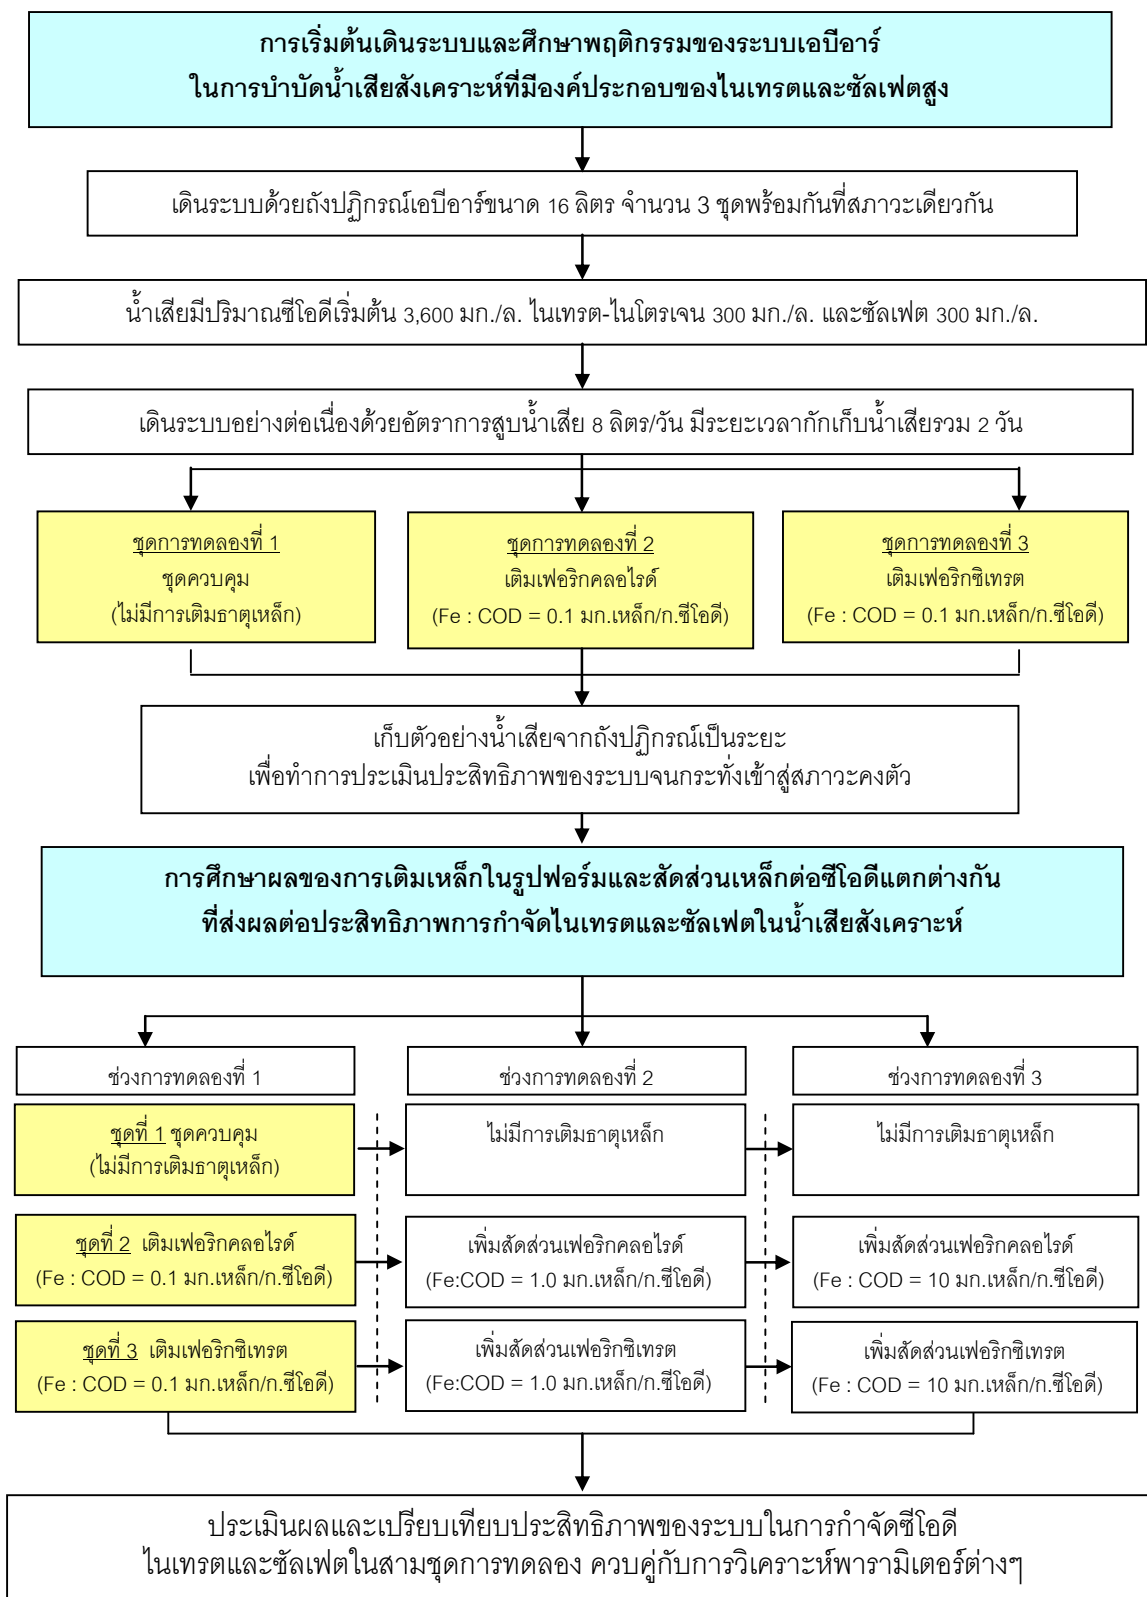 การเริ่มต้นเดินระบบและศึกษาพฤติกรรมของระบบเอบีอาร์
ในการบำบัดน้ำเสียสังเคราะห์ที่มีองค์ประกอบของไนเทรตและซัลเฟตสูง
เดินระบบด้วยถังปฏิกรณ์เอบีอาร์ขนาด 16 ลิตร จำนวน 3 ชุดพร้อมกันที่สภาวะเดียวกัน
น้ำเสียมีปริมาณซีโอดีเริ่มต้น 3,600 มก./ล. ไนเทรต-ไนโตรเจน 300 มก./ล. และซัลเฟต 300 มก./ล.
เดินระบบอย่างต่อเนื่องด้วยอัตราการสูบน้ำเสีย 8 ลิตร/วัน มีระยะเวลากักเก็บน้ำเสียรวม 2 วัน
ชุดการทดลองที่ 1
ชุดควบคุม
(ไม่มีการเติมธาตุเหล็ก)
ชุดการทดลองที่ 2
เติมเฟอริกคลอไรด์
(Fe : COD = 0.1 มก.เหล็ก/ก.ซีโอดี)
ชุดการทดลองที่ 3
เติมเฟอริกซิเทรต
(Fe : COD = 0.1 มก.เหล็ก/ก.ซีโอดี)
เก็บตัวอย่างน้ำเสียจากถังปฏิกรณ์เป็นระยะ
เพื่อทำการประเมินประสิทธิภาพของระบบจนกระทั่งเข้าสู่สภาวะคงตัว
การศึกษาผลของการเติมเหล็กในรูปฟอร์มและสัดส่วนเหล็กต่อซีโอดีแตกต่างกัน
ที่ส่งผลต่อประสิทธิภาพการกำจัดไนเทรตและซัลเฟตในน้ำเสียสังเคราะห์
ช่วงการทดลองที่ 1
ช่วงการทดลองที่ 2
ช่วงการทดลองที่ 3
ชุดที่ 1 ชุดควบคุม
(ไม่มีการเติมธาตุเหล็ก)
ไม่มีการเติมธาตุเหล็ก
ไม่มีการเติมธาตุเหล็ก
ชุดที่ 2 เติมเฟอริกคลอไรด์
(Fe : COD = 0.1 มก.เหล็ก/ก.ซีโอดี)
เพิ่มสัดส่วนเฟอริกคลอไรด์
(Fe:COD = 1.0 มก.เหล็ก/ก.ซีโอดี)
เพิ่มสัดส่วนเฟอริกคลอไรด์
(Fe : COD = 10 มก.เหล็ก/ก.ซีโอดี)
ชุดที่ 3 เติมเฟอริกซิเทรต
(Fe : COD = 0.1 มก.เหล็ก/ก.ซีโอดี)
เพิ่มสัดส่วนเฟอริกซิเทรต
(Fe:COD = 1.0 มก.เหล็ก/ก.ซีโอดี)
เพิ่มสัดส่วนเฟอริกซิเทรต
(Fe : COD = 10 มก.เหล็ก/ก.ซีโอดี)
ประเมินผลและเปรียบเทียบประสิทธิภาพของระบบในการกำจัดซีโอดี
ไนเทรตและซัลเฟตในสามชุดการทดลอง ควบคู่กับการวิเคราะห์พารามิเตอร์ต่างๆ